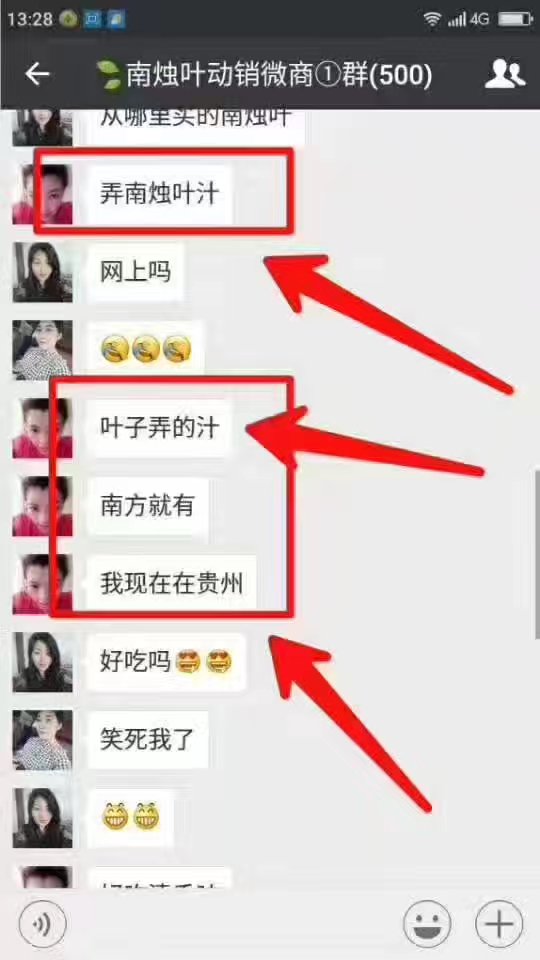 13:28
4G
南烛叶动销微商①群(500)
从哪里买的南烛叶
弄南烛叶汁
网上吗
叶子弄的汁
南方就有
我现在在贵州
好吃吗
笑死我了